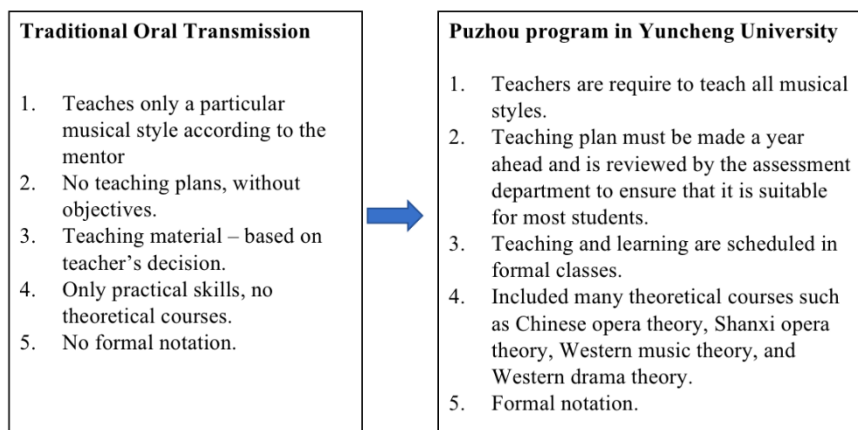 Traditional Oral Transmission
1. Teaches only a particular
musical style according to the
mentor
2. No teaching plans, without
objectives.
3. Teaching material – based on
teacher's decision.
4. Only practical skills, no
theoretical courses.
5. No formal notation.
Puzhou program in Yuncheng University
1. Teachers are require to teach all musical
styles.
2. Teaching plan must be made a year
ahead and is reviewed by the assessment
department to ensure that it is suitable
for most students.
3. Teaching and learning are scheduled in
formal classes.
4. Included many theoretical courses such
as Chinese opera theory, Shanxi opera
theory, Western music theory, and
Western drama theory.
5. Formal notation.